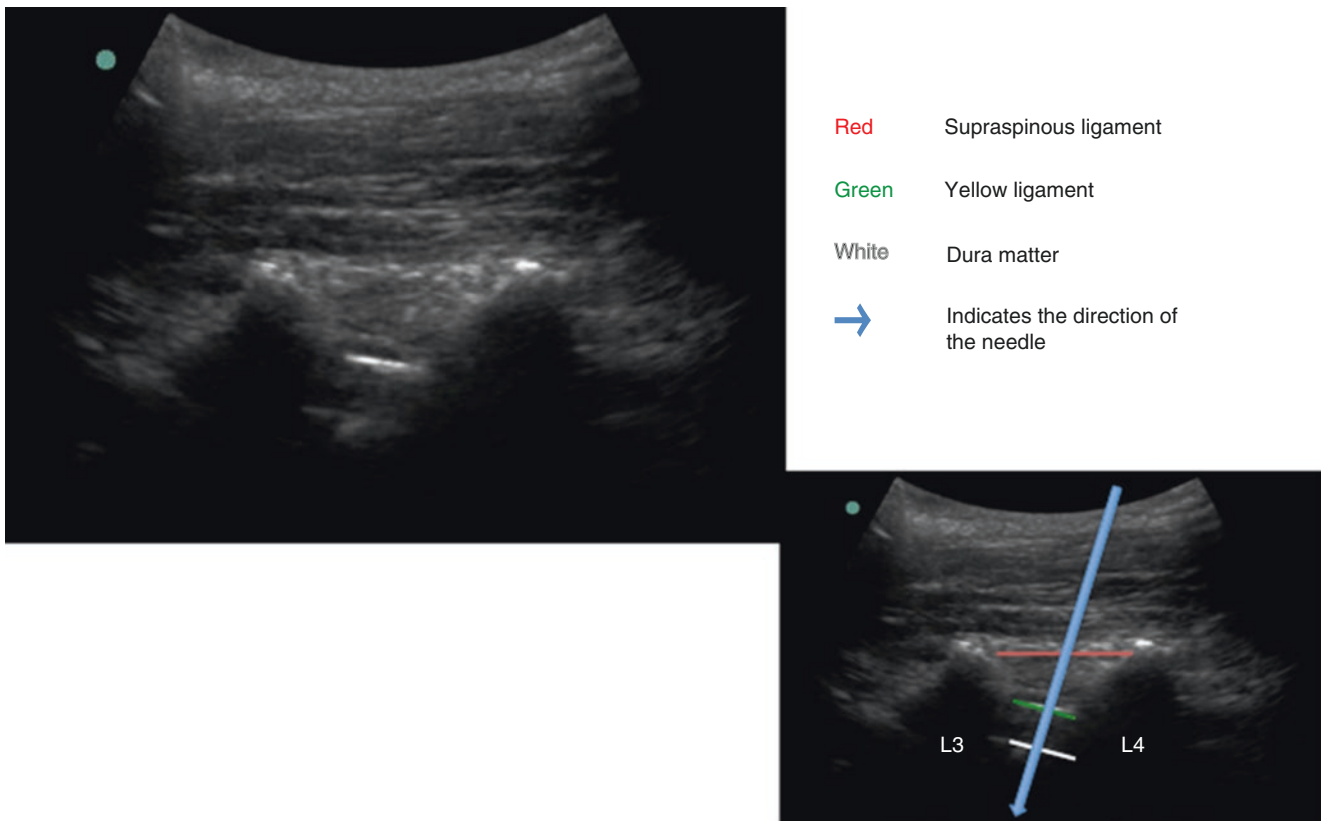 Red Supraspinous ligament
Green Yellow ligament
White Dura matter
Indicates the direction of
the needle
L3 L4